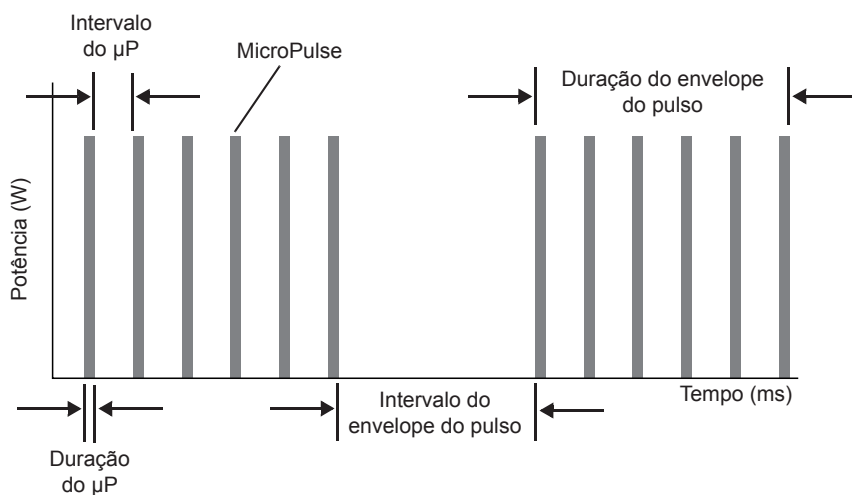 Intervalo
do µP
MicroPulse
Duração do envelope
do pulso
Potência (W)
Tempo (ms)
Intervalo do
envelope do pulso
Duração
do µP